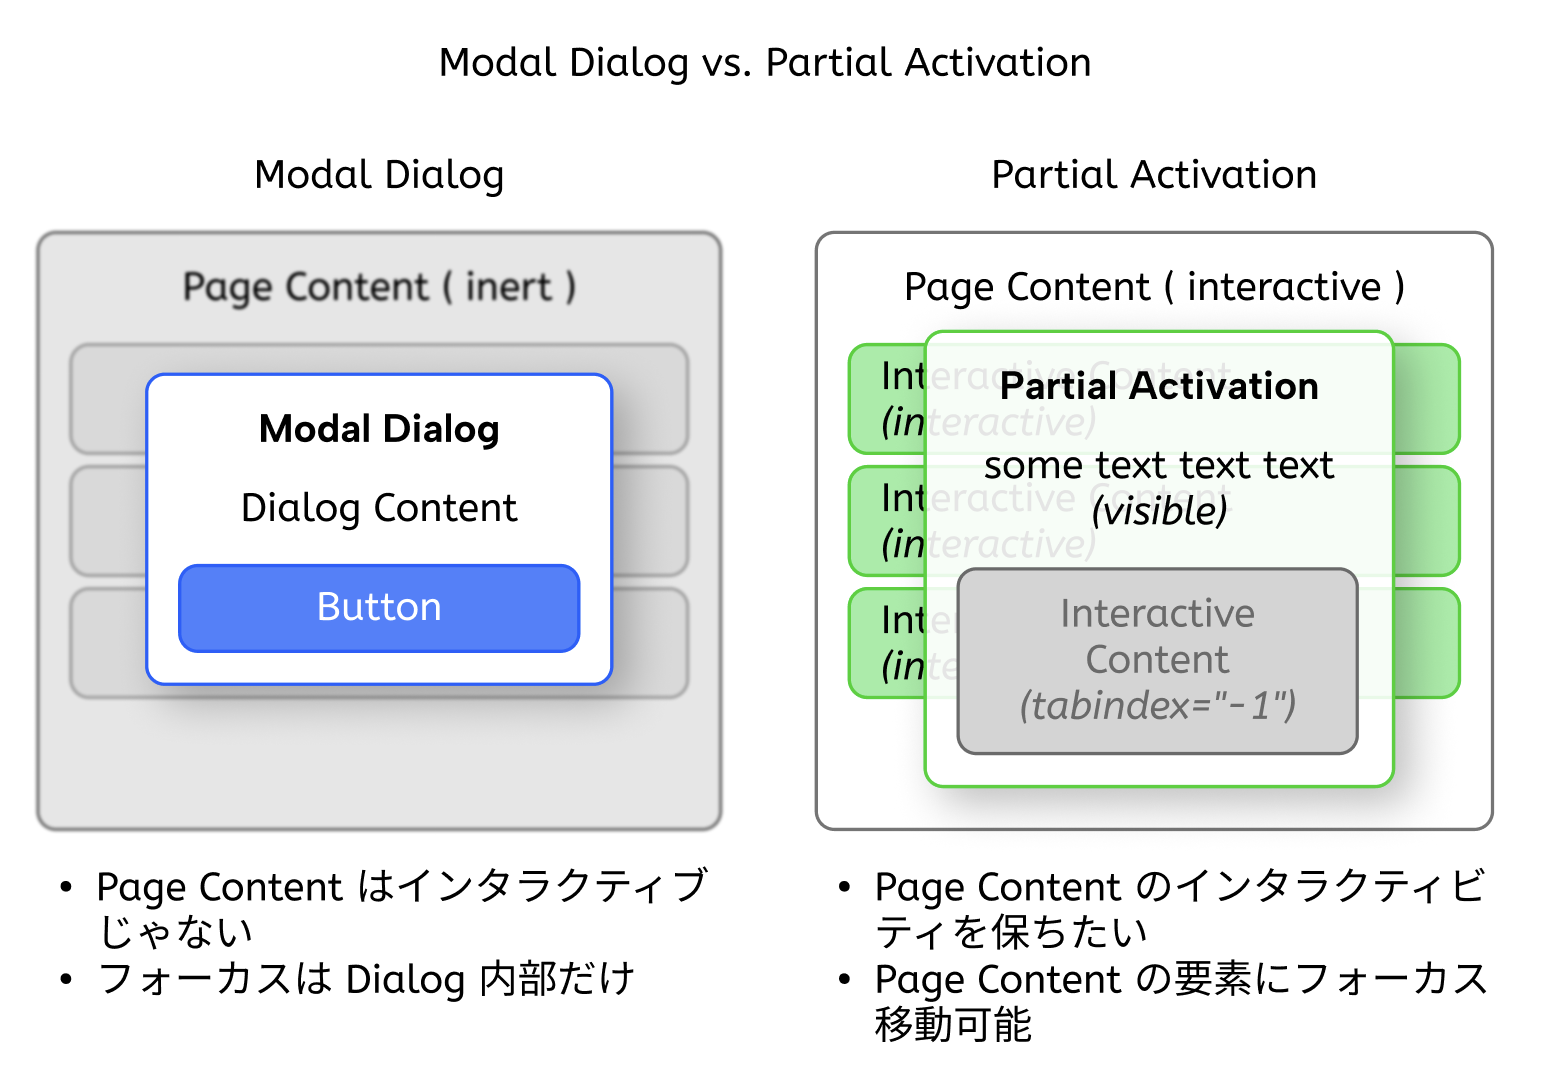 Modal Dialog vs. Partial Activation
Modal Dialog
Page Content ( inert )
Modal Dialog
Dialog Content
Button
• Page Content はインタラクティブ
じゃない
• フォーカスは Dialog 内部だけ
Partial Activation
Page Content ( interactive )
Interactive Content
(interactive)
Interactive Content
(interactive)
Inte
(inte
Partial Activation
some text text text
(visible)
Interactive
Content
(tabindex="-1")
• Page Content のインタラクティビ
ティを保ちたい
• Page Content の要素にフォーカス
移動可能